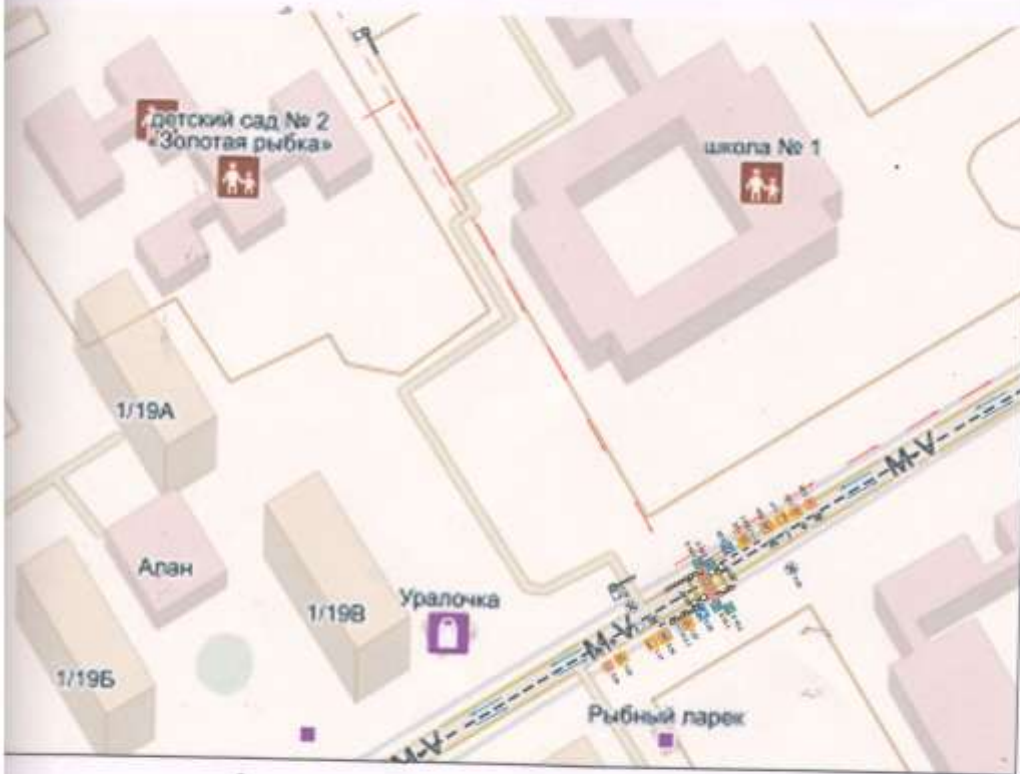 детский сад № 2
«Золотая рыбка»
школа № 1
1/19А
M-V
Алан
1/19В
Уралочка
M-V
1/19Б
Рыбный ларек
M-V